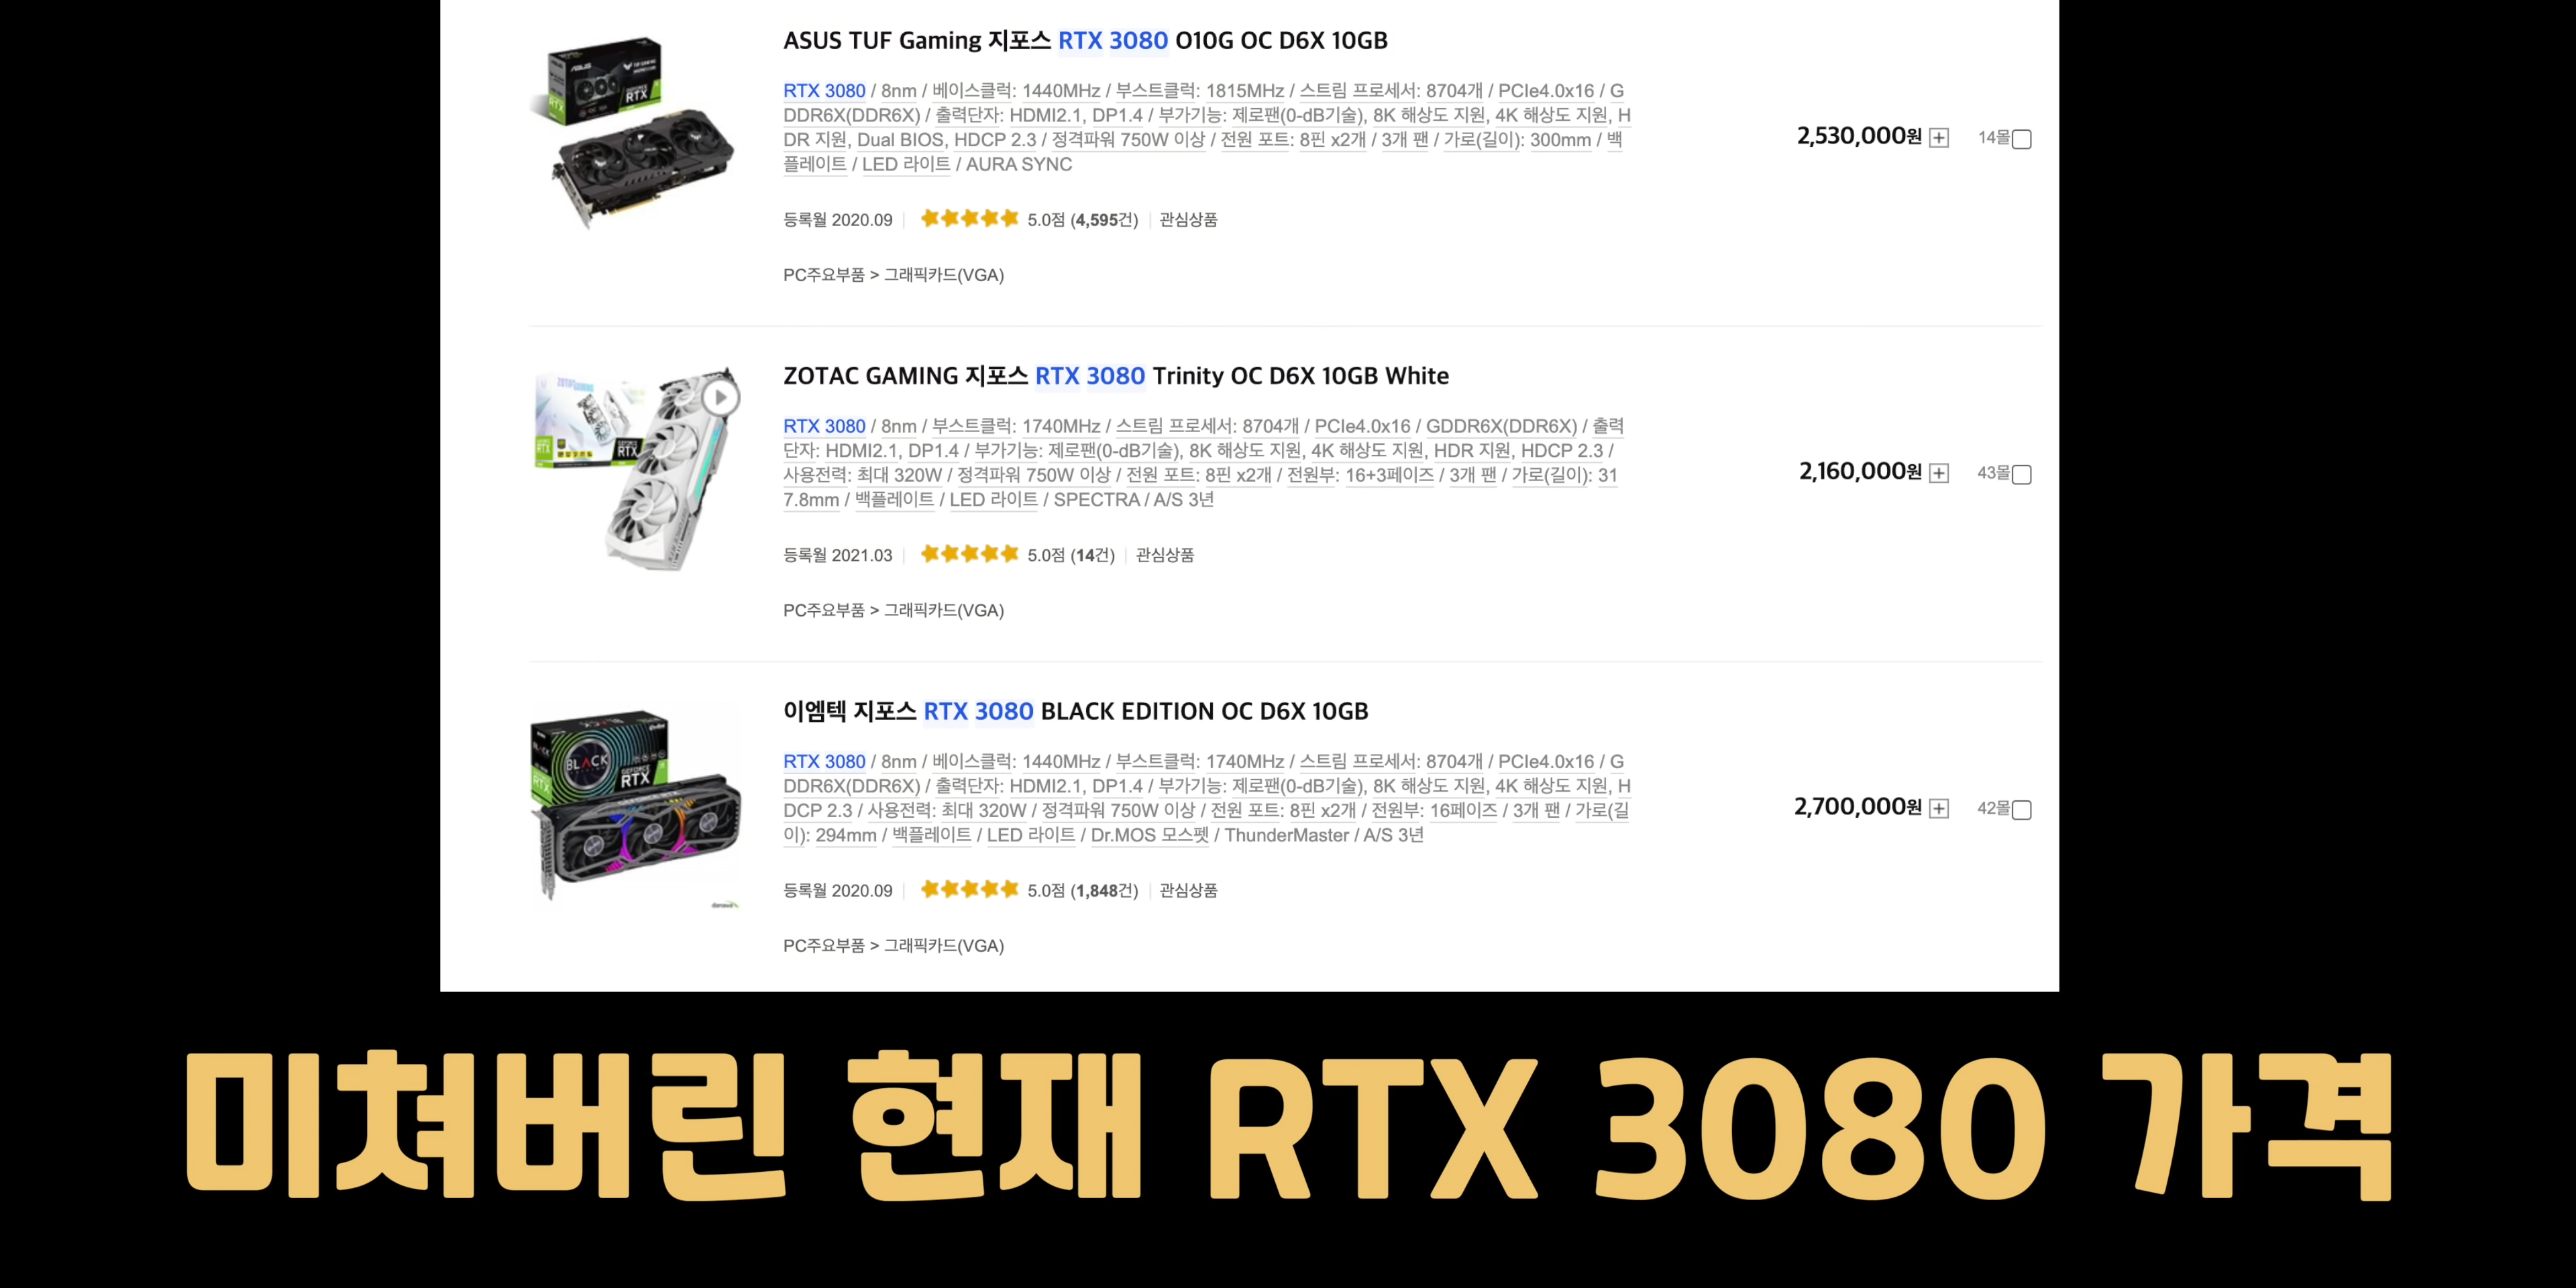 ASUS TUF Gaming 지포스 RTX 3080 O10G OC D6X 10GB
RTX 3080 / 8nm / 베이스클럭: 1440MHz / 부스트클럭: 1815MHz / 스트림 프로세서: 8704개 / PCIe4.0x16 / G
DDR6X(DDR6X) / 출력단자: HDMI2.1, DP1.4 / 부가기능: 제로팬(0-dB기술), 8K 해상도 지원, 4K 해상도 지원, H
DR 지원, Dual BIOS, HDCP 2.3 / 정격파워 750W 이상 / 전원 포트: 8핀 x2개 / 3개 팬 / 가로(길이): 300mm / 백
플레이트 / LED 라이트 / AURA SYNC
2,530,000원 14몰
등록월 2020.09 5.0점 (4,595건) 관심상품
PC주요부품 > 그래픽카드(VGA)
ZOTAC GAMING 지포스 RTX 3080 Trinity OC D6X 10GB White
RTX 3080 / 8nm / 부스트클럭: 1740MHz / 스트림 프로세서: 8704개 / PCIe4.0x16 / GDDR6X(DDR6X) / 출력
단자: HDMI2.1, DP1.4 / 부가기능: 제로팬(0-dB기술), 8K 해상도 지원, 4K 해상도 지원, HDR 지원, HDCP 2.3 /
사용전력: 최대 320W / 정격파워 750W 이상 / 전원 포트: 8핀 x2개 / 전원부: 16+3페이즈 / 3개 팬 / 가로(길이): 31
7.8mm / 백플레이트 / LED 라이트 / SPECTRA / A/S 3년
2,160,000원 43몰
등록월 2021.03 5.0점 (14건) 관심상품
PC주요부품 > 그래픽카드(VGA)
BLACK
RTX
이엠텍 지포스 RTX 3080 BLACK EDITION OC D6X 10GB
RTX 3080 / 8nm / 베이스클럭: 1440MHz / 부스트클럭: 1740MHz / 스트림 프로세서: 8704개 / PCIe4.0x16 / G
DDR6X(DDR6X) / 출력단자: HDMI2.1, DP1.4 / 부가기능: 제로팬(0-dB기술), 8K 해상도 지원, 4K 해상도 지원, H
DCP 2.3 / 사용전력: 최대 320W / 정격파워 750W 이상 / 전원 포트: 8핀 x2개 / 전원부: 16페이즈 / 3개 팬 / 가로(길
이): 294mm / 백플레이트 / LED 라이트 / Dr.MOS 모스펫 / ThunderMaster / A/S 3년
2,700,000원 42몰
등록월 2020.09 5.0점 (1,848건) 관심상품
PC주요부품 > 그래픽카드(VGA)
미쳐버린 현재 RTX 3080 가격